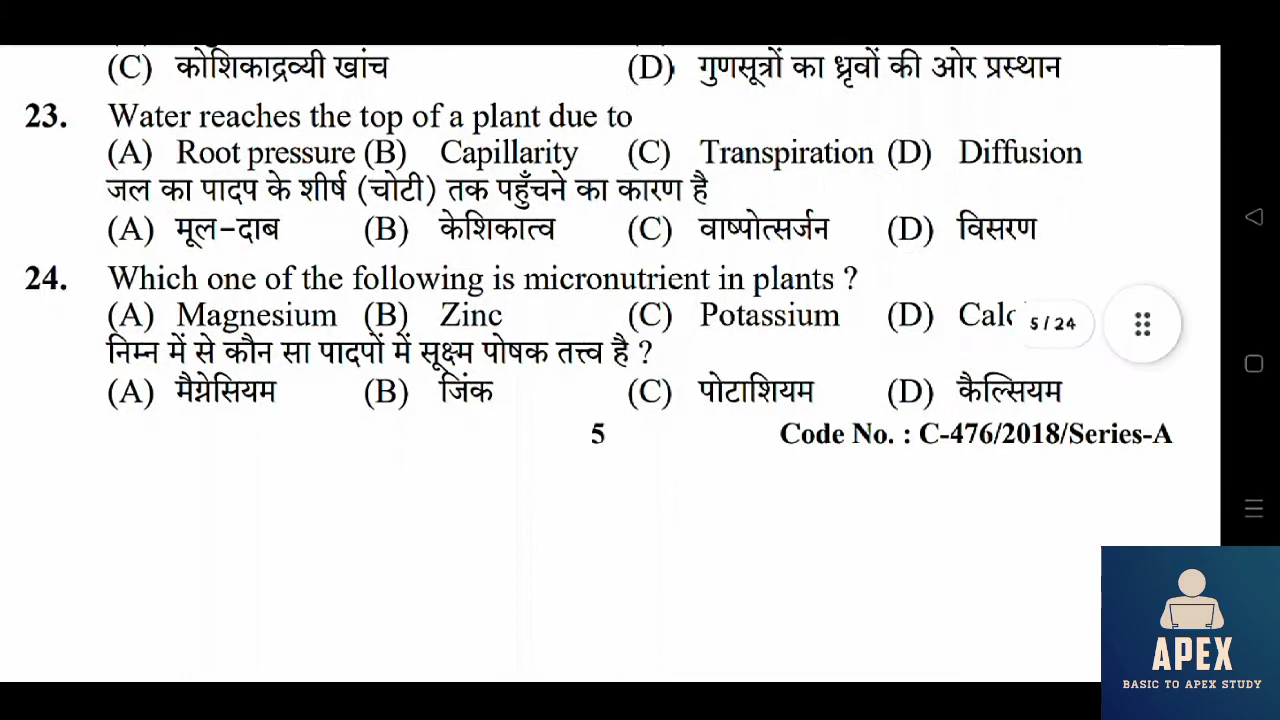 (C) कोशिकाद्रव्यी खांच (D) गुणसूत्रों का ध्रृवों की ओर प्रस्थान
23. Water reaches the top of a plant due to
(A) Root pressure (B) Capillarity (C) Transpiration (D) Diffusion
जल का पादप के शीर्ष (चोटी) तक पहुँचने का कारण है
(A) मूल-दाब (B) केशिकात्व (C) वाष्पोत्सर्जन (D) विसरण
24. Which one of the following is micronutrient in plants ?
(A) Magnesium (B) Zinc (C) Potassium (D)
5 / 24
निम्न में से कौन सा पादपों में सूक्ष्म पोषक तत्त्व है ?
(A) मैग्नेसियम (B) जिंक (C) पोटाशियम (D) कैल्सियम
5 Code No. : C-476/2018/Series-A
APEX
BASIC TO APEX STUDY